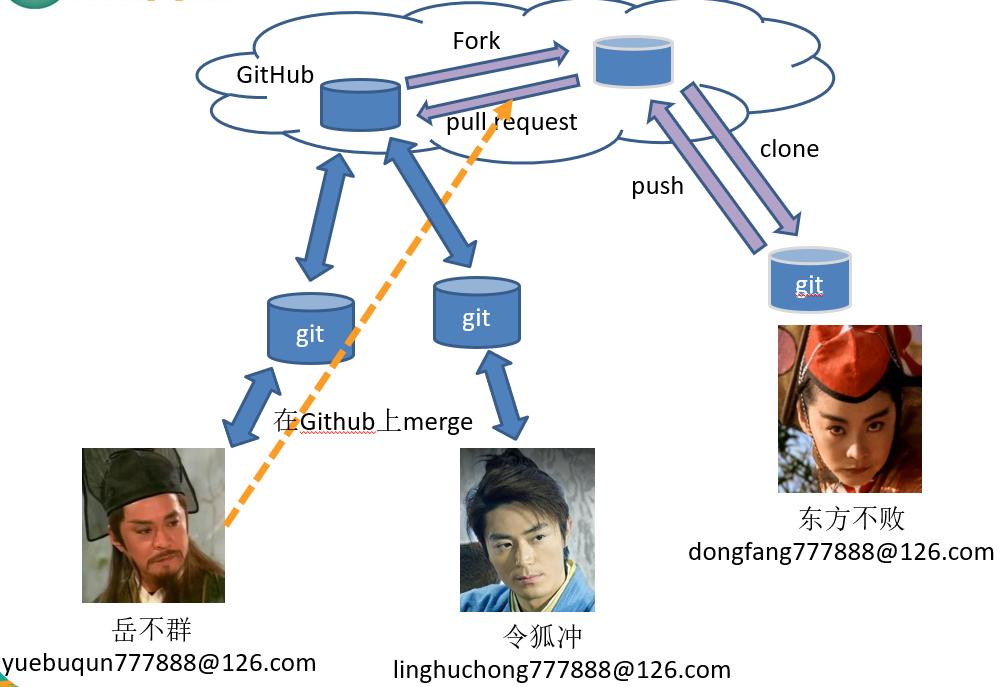 Fork
GitHub
pull request
clone
push
git
git
git
在Github上merge
东方不败
dongfang777888@126.com
岳不群
yuebuqun777888@126.com
令狐冲
linghuchong777888@126.com